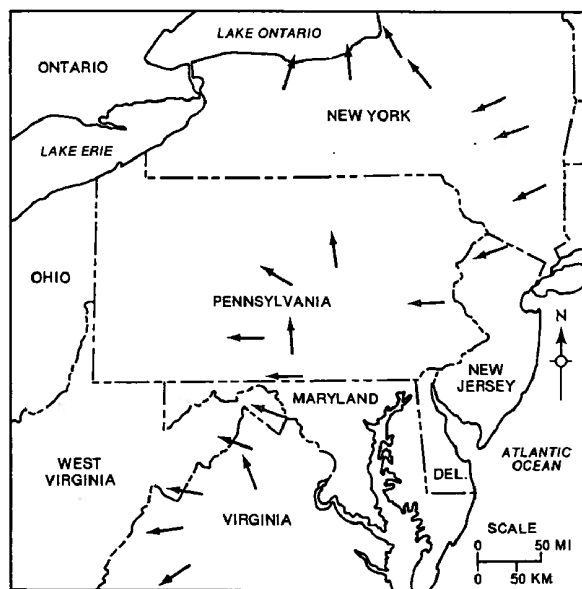 LAKE ONTARIO
ONTARIO
NEW YORK
LAKE ERIE
OHIO
PENNSYLVANIA
N
NEW
JERSEY
MARYLAND
ATLANTIC
OCEAN
WEST
VIRGINIA
DEL.
VIRGINIA
SCALE
0 50 MI
0 50 KM